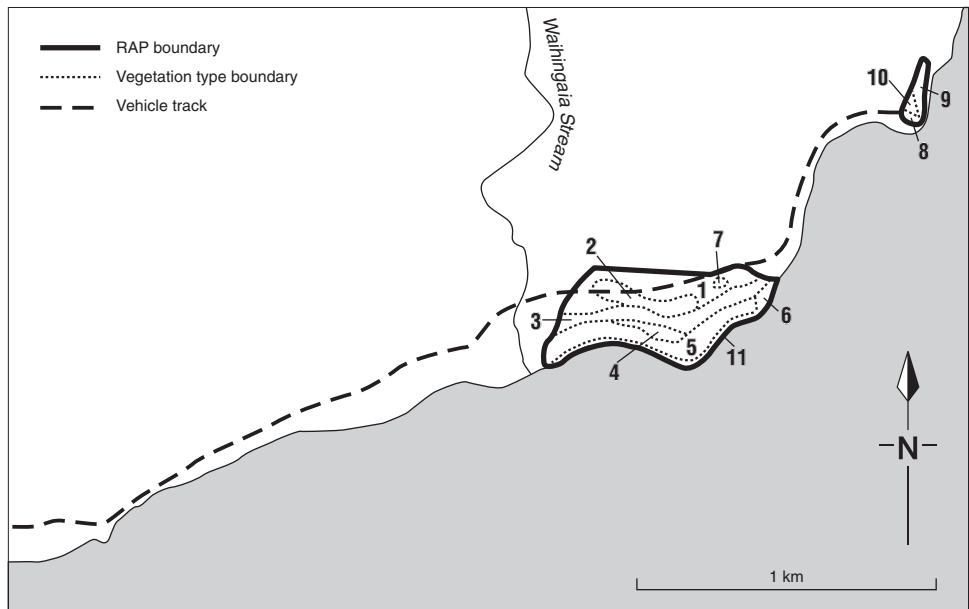 RAP boundary
Vegetation type boundary
Vehicle track
Waihingaia Stream
10
9
8
7
2
1
6
3
5
11
4
N
1 km